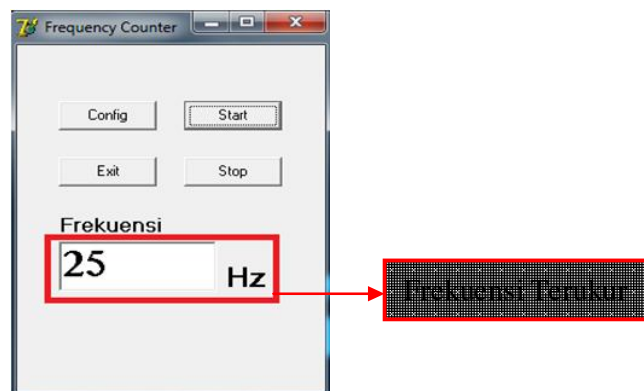 Frequency Counter
Config
Start
Exit
Stop
Frekuensi
25
Hz
Frekuensi Terukur